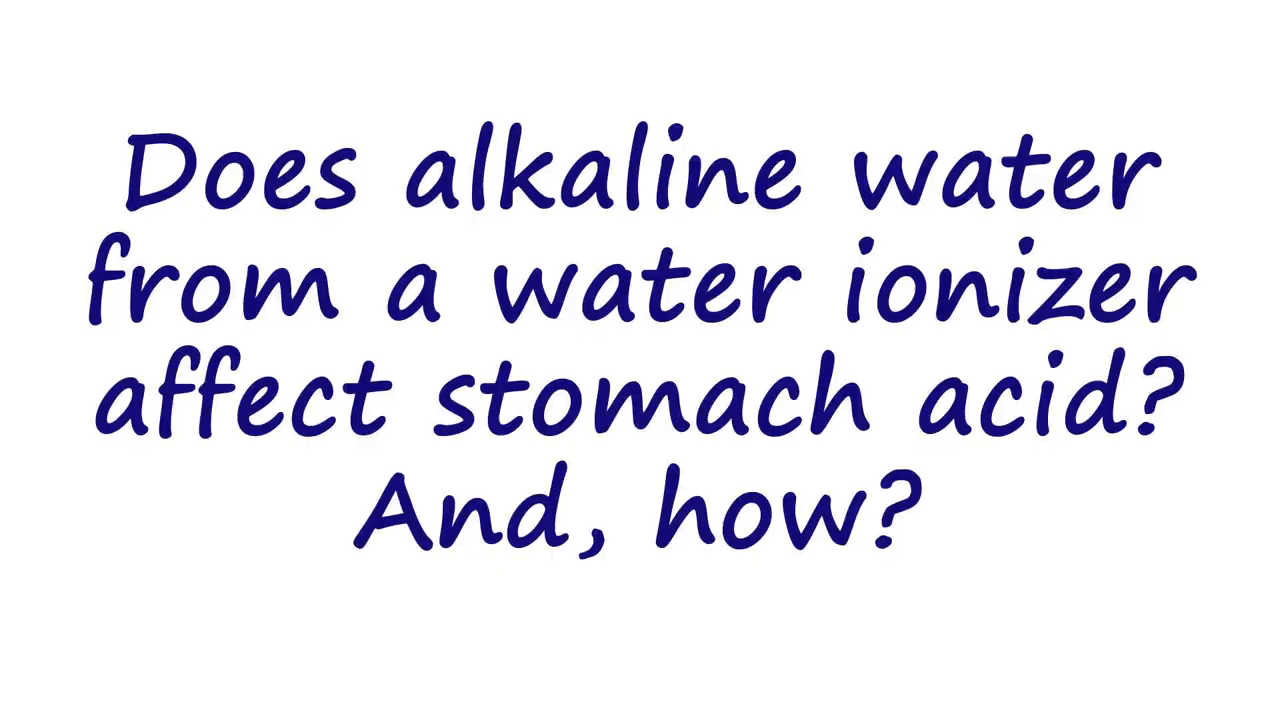 Does alkaline water
from a water ionizer
affect stomach acid?
And, how?